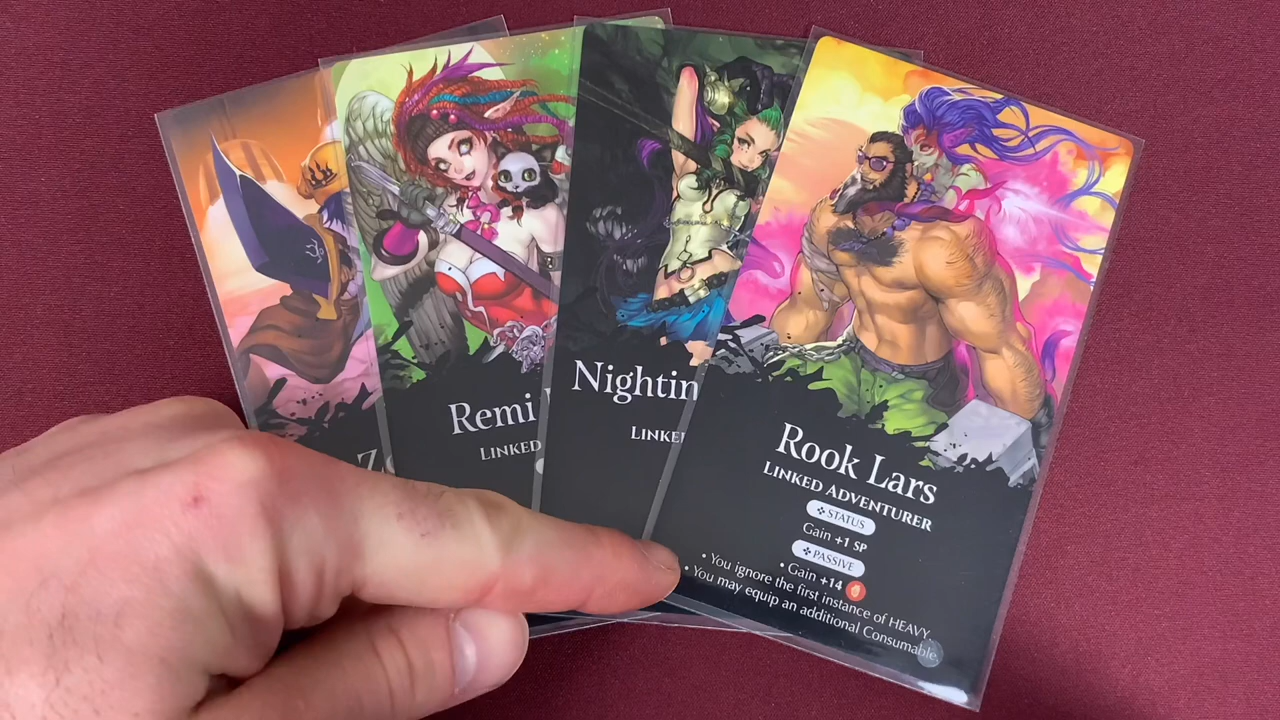 Remi
LINKED
Nightin
LINKE
Rook Lars
LINKED ADVENTURER
STATUS
Gain +1 SP
PASSIVE
• Gain +14
• You ignore the first instance of HEAVY
• You may equip an additional Consumable.